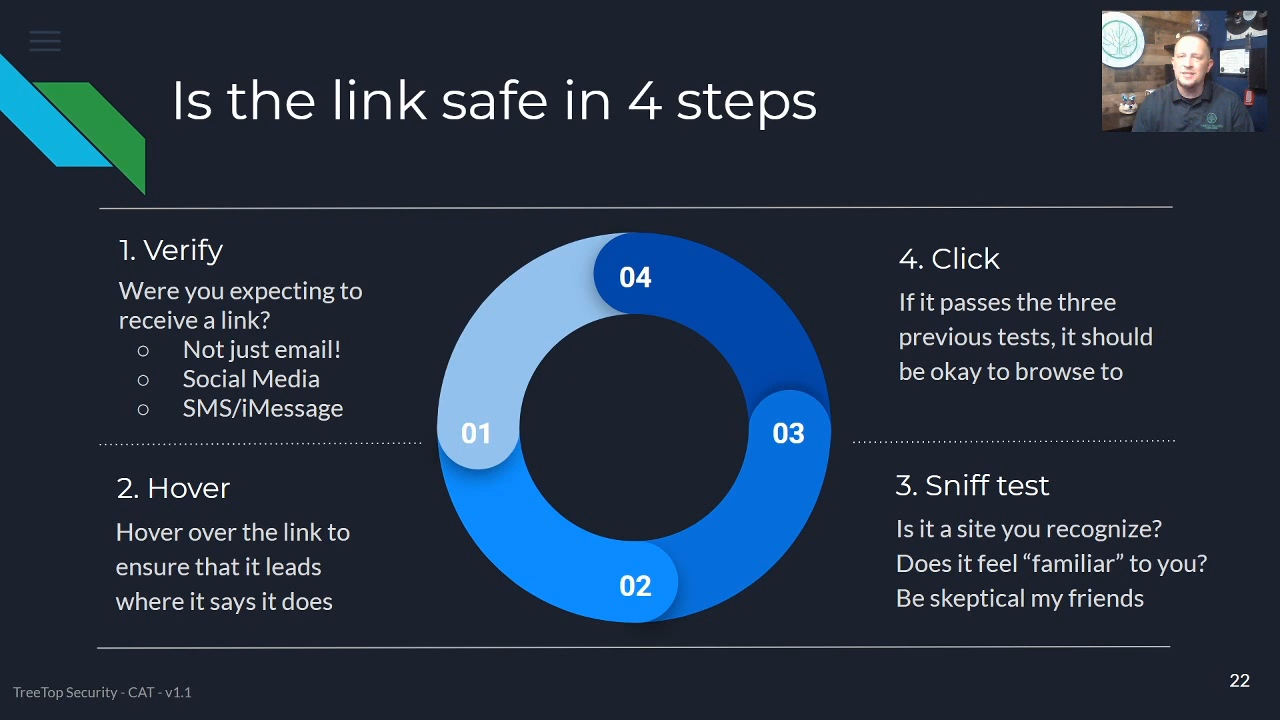 Is the link safe in 4 steps
1. Verify
Were you expecting to
receive a link?
○ Not just email!
○ Social Media
○ SMS/iMessage
2. Hover
Hover over the link to
ensure that it leads
where it says it does
04
01
03
02
4. Click
If it passes the three
previous tests, it should
be okay to browse to
3. Sniff test
Is it a site you recognize?
Does it feel “familiar” to you?
Be skeptical my friends
TreeTop Security - CAT - v1.1
22